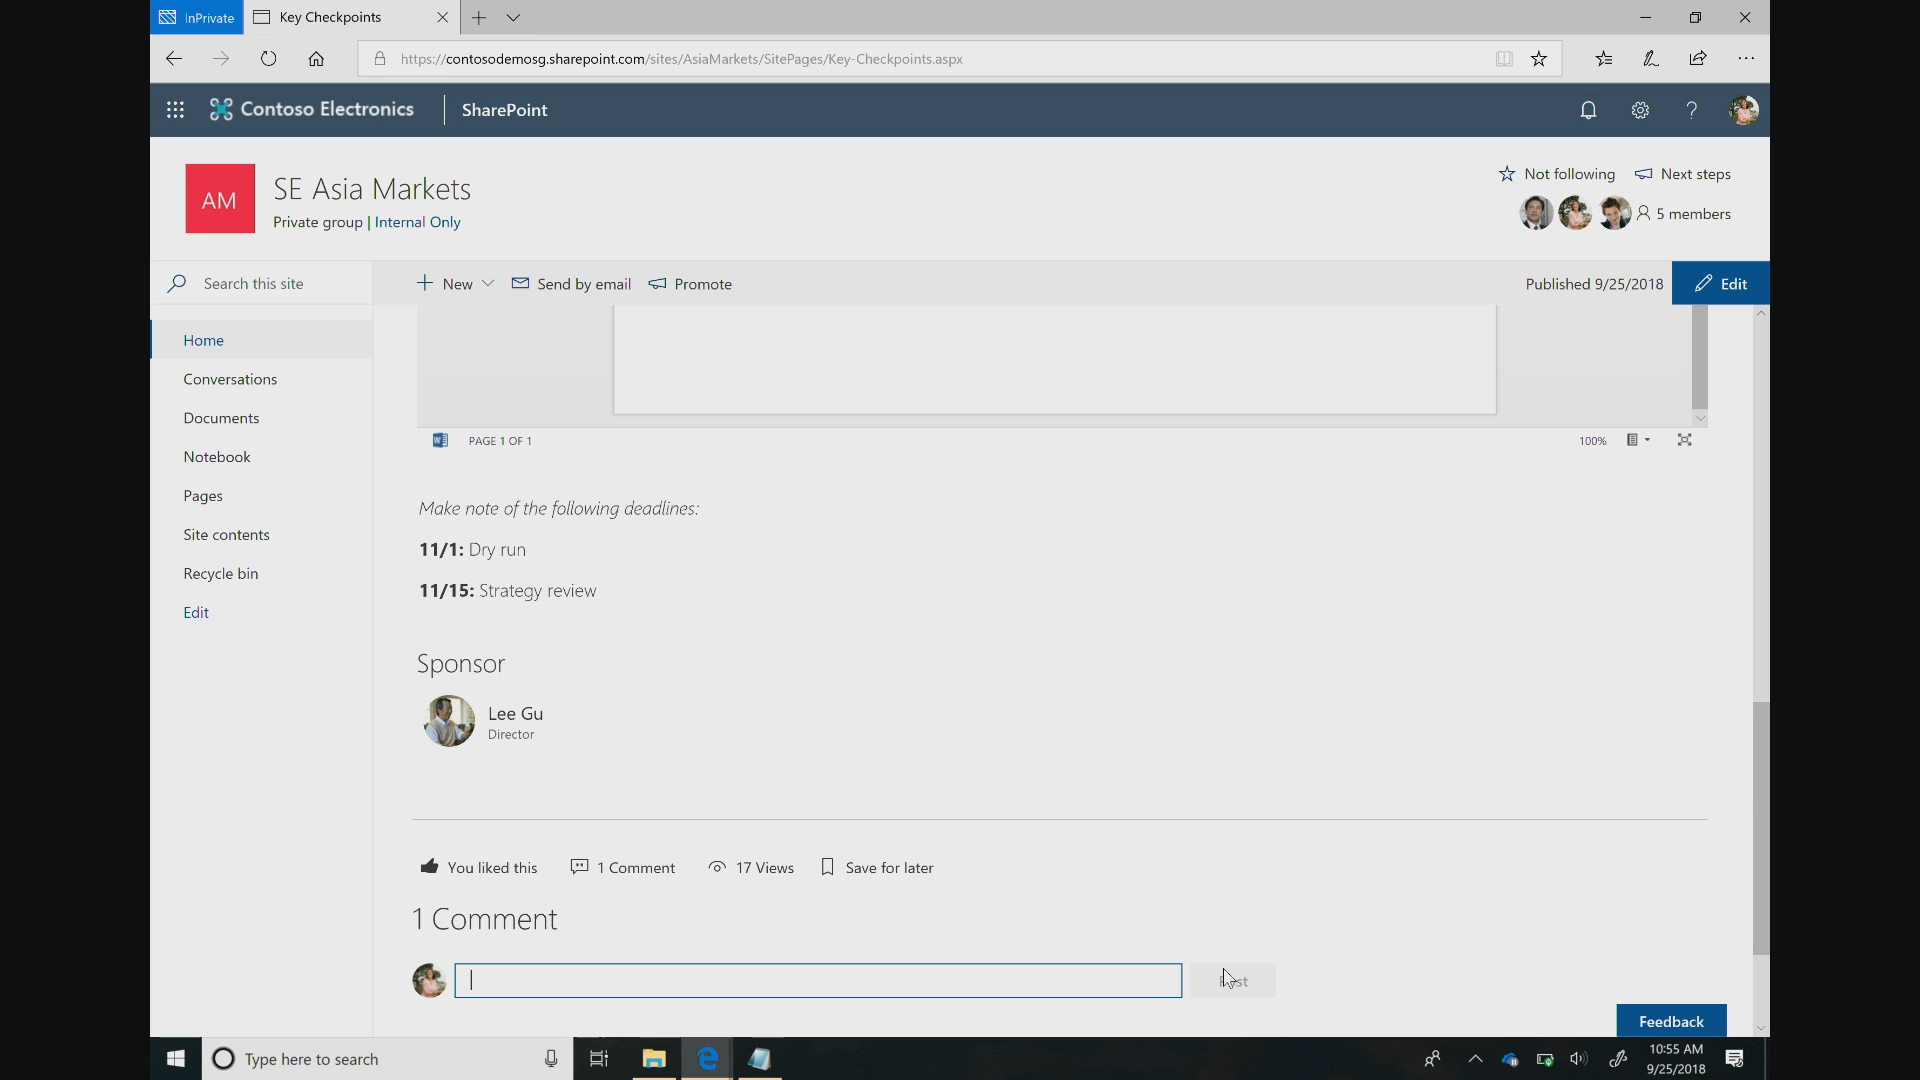 InPrivate
Key Checkpoints
https://contosodemosg.sharepoint.com/sites/AsiaMarkets/SitePages/Key-Checkpoints.aspx
Contoso Electronics
SharePoint
AM
SE Asia Markets
Private group | Internal Only
Not following
Next steps
5 members
Search this site
New
Send by email
Promote
Published 9/25/2018
Edit
Home
Conversations
Documents
Notebook
Pages
Site contents
Recycle bin
Edit
PAGE 1 OF 1
100%
Make note of the following deadlines:
11/1: Dry run
11/15: Strategy review
Sponsor
Lee Gu
Director
You liked this
1 Comment
17 Views
Save for later
1 Comment
Feedback
Type here to search
10:55 AM
9/25/2018